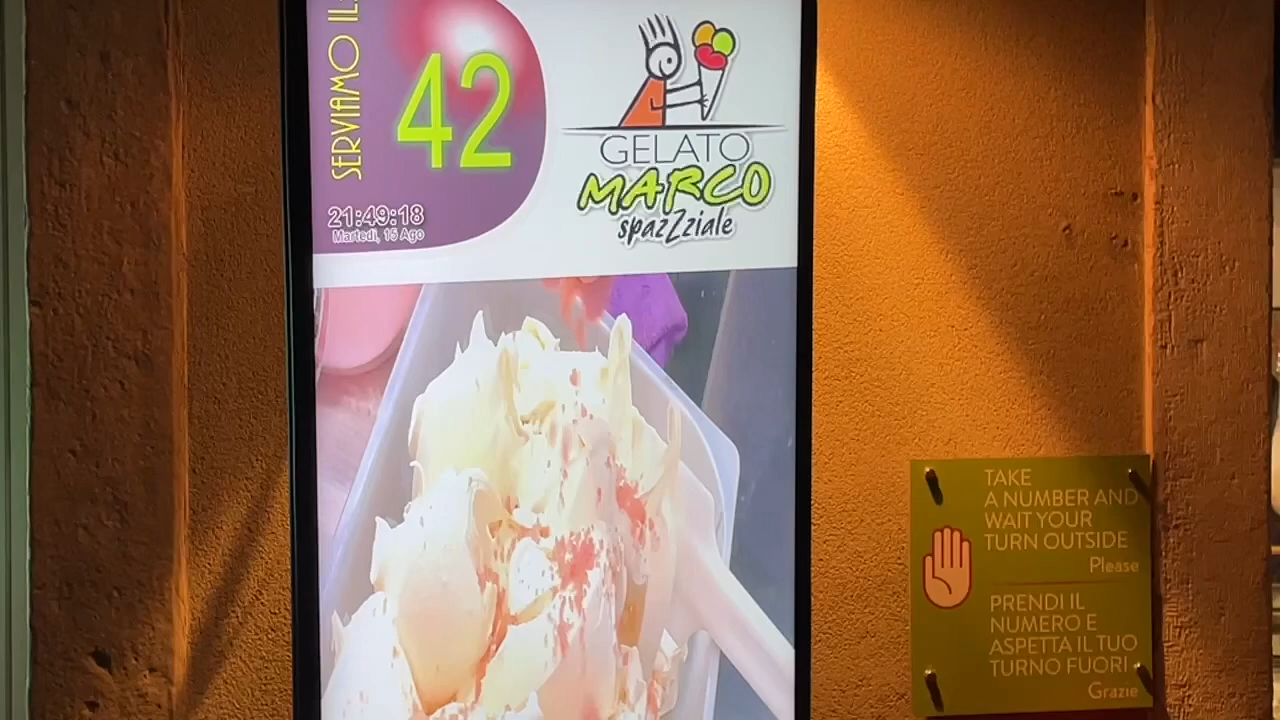 SERVIAMO IL:
42
21:49:18
Martedì, 15 Ago
GELATO
MARCO
spazZziale
TAKE
A NUMBER AND
WAIT YOUR
TURN OUTSIDE
Please
PRENDI IL
NUMERO E
ASPETTA IL TUO
TURNO FUORI
Grazie